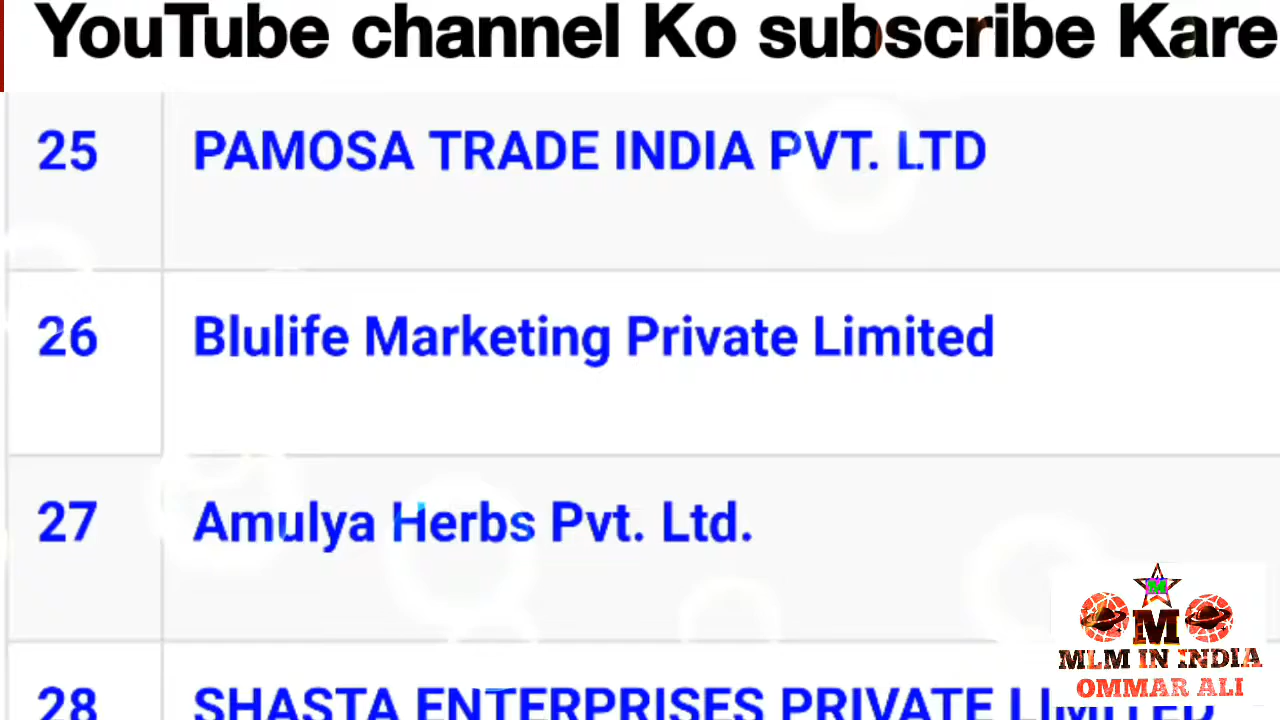 YouTube channel Ko subscribe Kare
25 PAMOSA TRADE INDIA PVT. LTD
26 Blulife Marketing Private Limited
27 Amulya Herbs Pvt. Ltd.
28 SHASTA ENTERPRISES PRIVATE LIMITED
M
M
MLM IN INDIA
OMMAR ALI